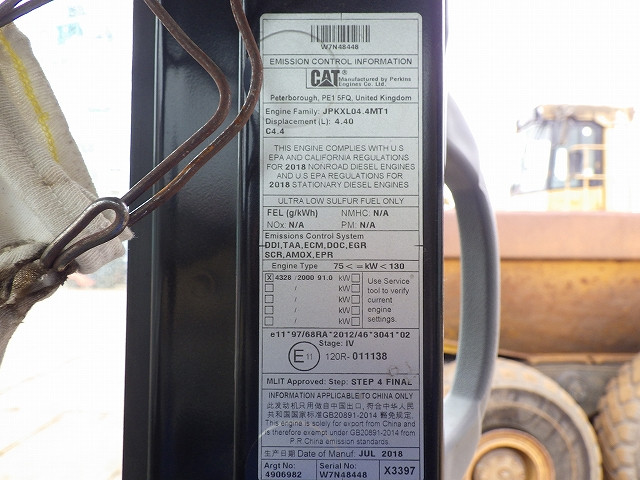 W7N48448
EMISSION CONTROL INFORMATION
CAT® Manufactured by Perkins
Engines Co. Ltd.
Peterborough, PE1 5FQ, United Kingdom
Engine Family: JPKXL04.4MT1
Displacement (L): 4.40
C4.4
THIS ENGINE COMPLIES WITH U.S
EPA AND CALIFORNIA REGULATIONS
FOR 2018 NONROAD DIESEL ENGINES
AND U.S EPA REGULATIONS FOR
2018 STATIONARY DIESEL ENGINES
ULTRA LOW SULFUR FUEL ONLY
FEL (g/kWh) NMHC: N/A
NOx: N/A PM: N/A
Emissions Control System
DDI,TAA,ECM,DOC,EGR
SCR,AMOX,EPR
Engine Type 75 < = kW < 130
X 4328 / 2000 91.0 kW
/ kW
/ kW
/ kW
/ kW
Use Service
tool to verify
current
engine
settings.
e11*97/68RA*2012/46*3041*02
Stage: IV
E 11 120R- 011138
MLIT Approved: Step: STEP 4 FINAL
INFORMATION APPLICABLE TO CHINA ONLY
此发动机只用做自中国出口,符合中华人民
共和国国家标准GB20891-2014 豁免规定.
This engine is solely for export from China and
is therefore exempt under GB20891-2014 from
P.R.China emission standards.
生产日期 Date of Manuf: JUL 2018
Argt No: Serial No: X3397
4906982 W7N48448